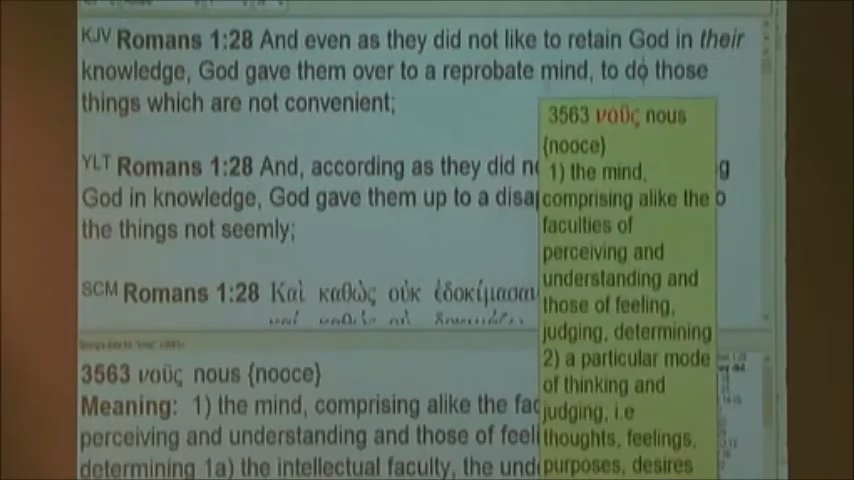 KJV Romans 1:28 And even as they did not like to retain God in their
knowledge, God gave them over to a reprobate mind, to do those
things which are not convenient;
YLT Romans 1:28 And, according as they did
g
God in knowledge, God gave them up to a
o
the things not seemly;
SCM Romans 1:28 Καὶ καθὼς οὐκ ἐδοκίμασαν
3563 νοῦς nous
{nooce}
1) the mind,
comprising alike the
faculties of
perceiving and
understanding and
those of feeling,
judging, determining
2) a particular mode
of thinking and
judging, i.e
thoughts, feelings,
purposes, desires
3563 νοῦς nous {nooce}
Meaning: 1) the mind, comprising alike the fac
perceiving and understanding and those of feeli
determining 1a) the intellectual faculty, the und